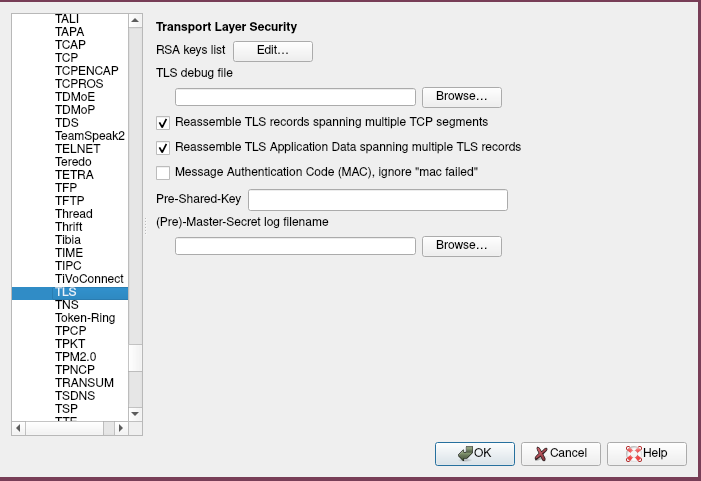 TALI
TAPA
TCAP
TCP
TCPENCAP
TCPROS
TDMoE
TDMoP
TDS
TeamSpeak2
TELNET
Teredo
TETRA
TFP
TFTP
Thread
Thrift
Tibia
TIME
TIPC
TiVoConnect
TLS
TNS
Token-Ring
TPCP
TPKT
TPM2.0
TPNCP
TRANSUM
TSDNS
TSP
Transport Layer Security
RSA keys list Edit...
TLS debug file
Browse...
Reassemble TLS records spanning multiple TCP segments
Reassemble TLS Application Data spanning multiple TLS records
Message Authentication Code (MAC), ignore "mac failed"
Pre-Shared-Key
(Pre)-Master-Secret log filename
Browse...
OK Cancel Help